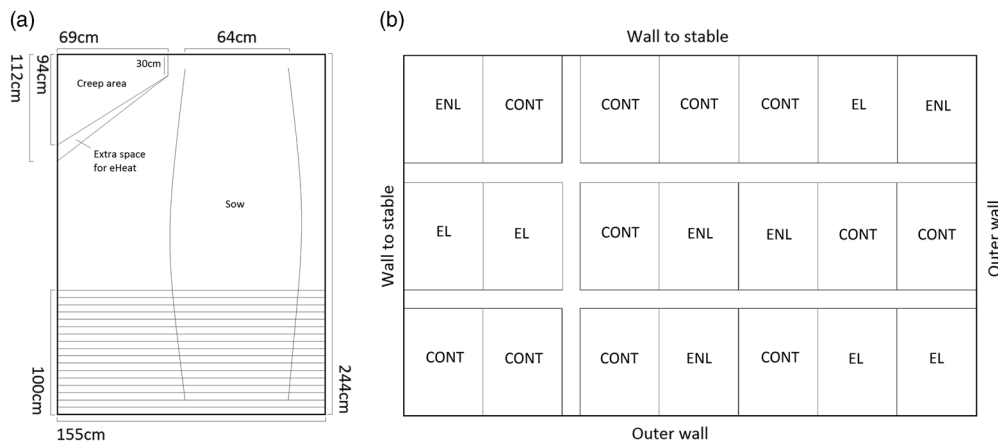 (a)
69cm
64cm
94cm
112cm
30cm
Creep area
Extra space
for eHeat
Sow
100cm
244cm
155cm
(b)
Wall to stable
Wall to stable
ENL CONT CONT CONT CONT EL ENL
EL EL CONT ENL ENL CONT CONT
CONT CONT CONT ENL CONT EL EL
Outer wall
Outer wall